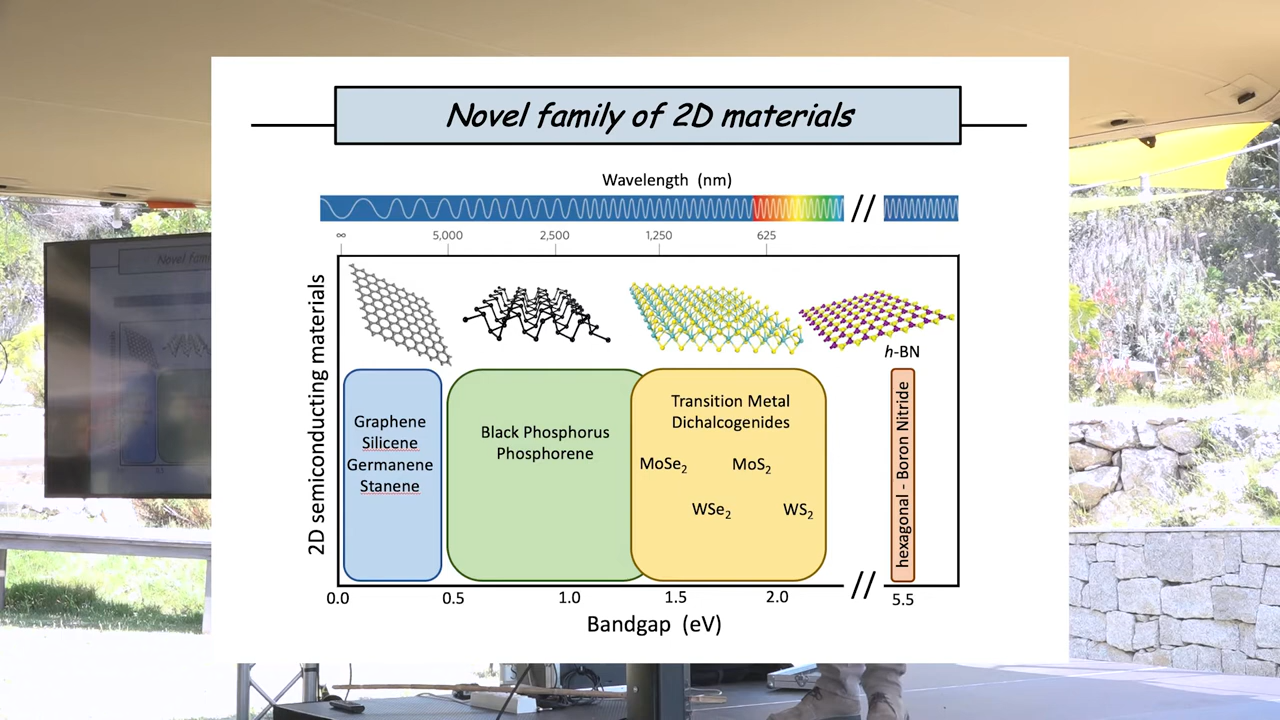 Novel family of 2D materials
Wavelength (nm)
∞ 5,000 2,500 1,250 625
2D semiconducting materials
h-BN
Graphene
Silicene
Germanene
Stanene
Black Phosphorus
Phosphorene
Transition Metal
Dichalcogenides
MoSe₂ MoS₂
WSe₂ WS₂
hexagonal - Boron Nitride
0.0 0.5 1.0 1.5 2.0 // 5.5
Bandgap (eV)
Novel fami